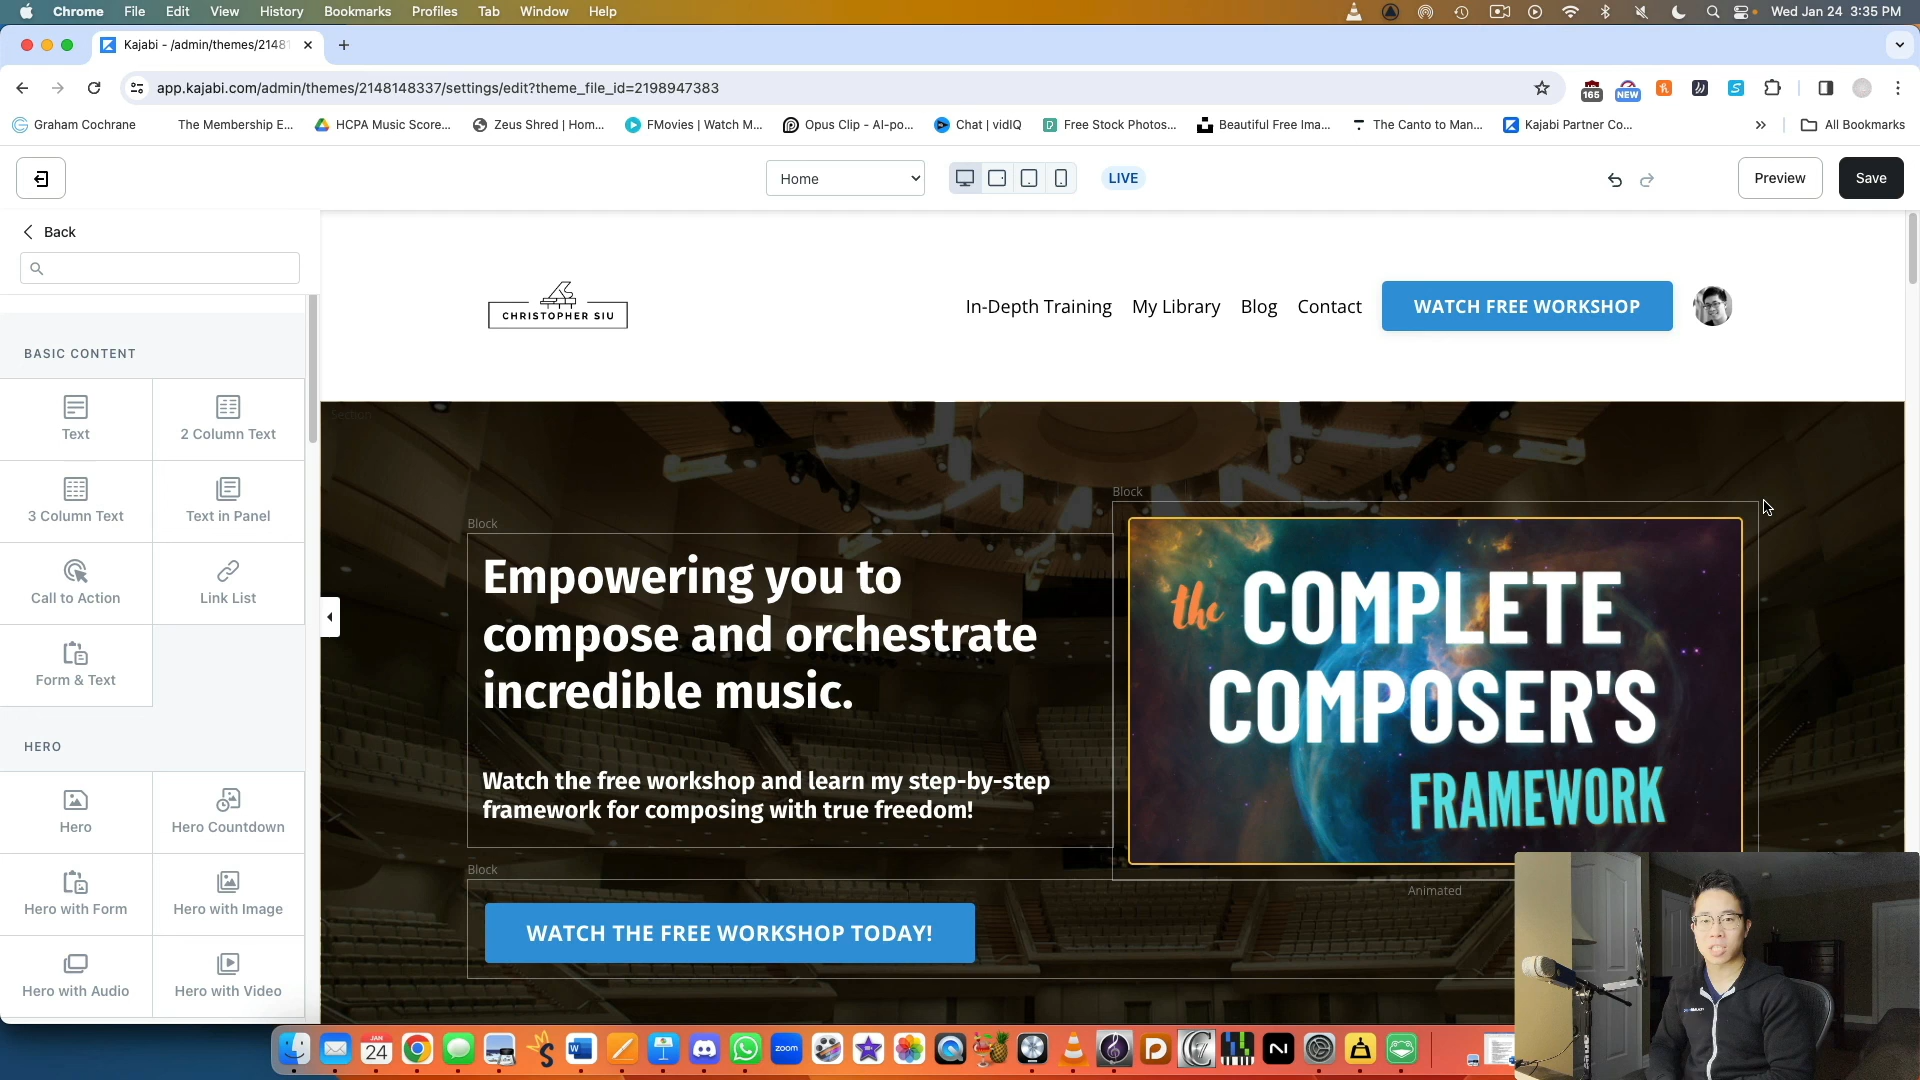 Chrome File Edit View History Bookmarks Profiles Tab Window Help Wed Jan 24 3:35 PM
Kajabi - /admin/themes/2148
app.kajabi.com/admin/themes/2148148337/settings/edit?theme_file_id=2198947383
165 NEW
Graham Cochrane The Membership E... HCPA Music Score... Zeus Shred | Hom... FMovies | Watch M... Opus Clip - AI-po... Chat | vidIQ Free Stock Photos... Beautiful Free Ima... The Canto to Man... Kajabi Partner Co... » All Bookmarks
Home LIVE Preview Save
Back
BASIC CONTENT
Text 2 Column Text
3 Column Text Text in Panel
Call to Action Link List
Form & Text
HERO
Hero Hero Countdown
Hero with Form Hero with Image
Hero with Audio Hero with Video
CHRISTOPHER SIU
In-Depth Training My Library Blog Contact WATCH FREE WORKSHOP
Section
Block
Empowering you to
compose and orchestrate
incredible music.
Watch the free workshop and learn my step-by-step
framework for composing with true freedom!
Block
WATCH THE FREE WORKSHOP TODAY!
Block
the COMPLETE
COMPOSER'S
FRAMEWORK
Animated
JAN
24
zoom